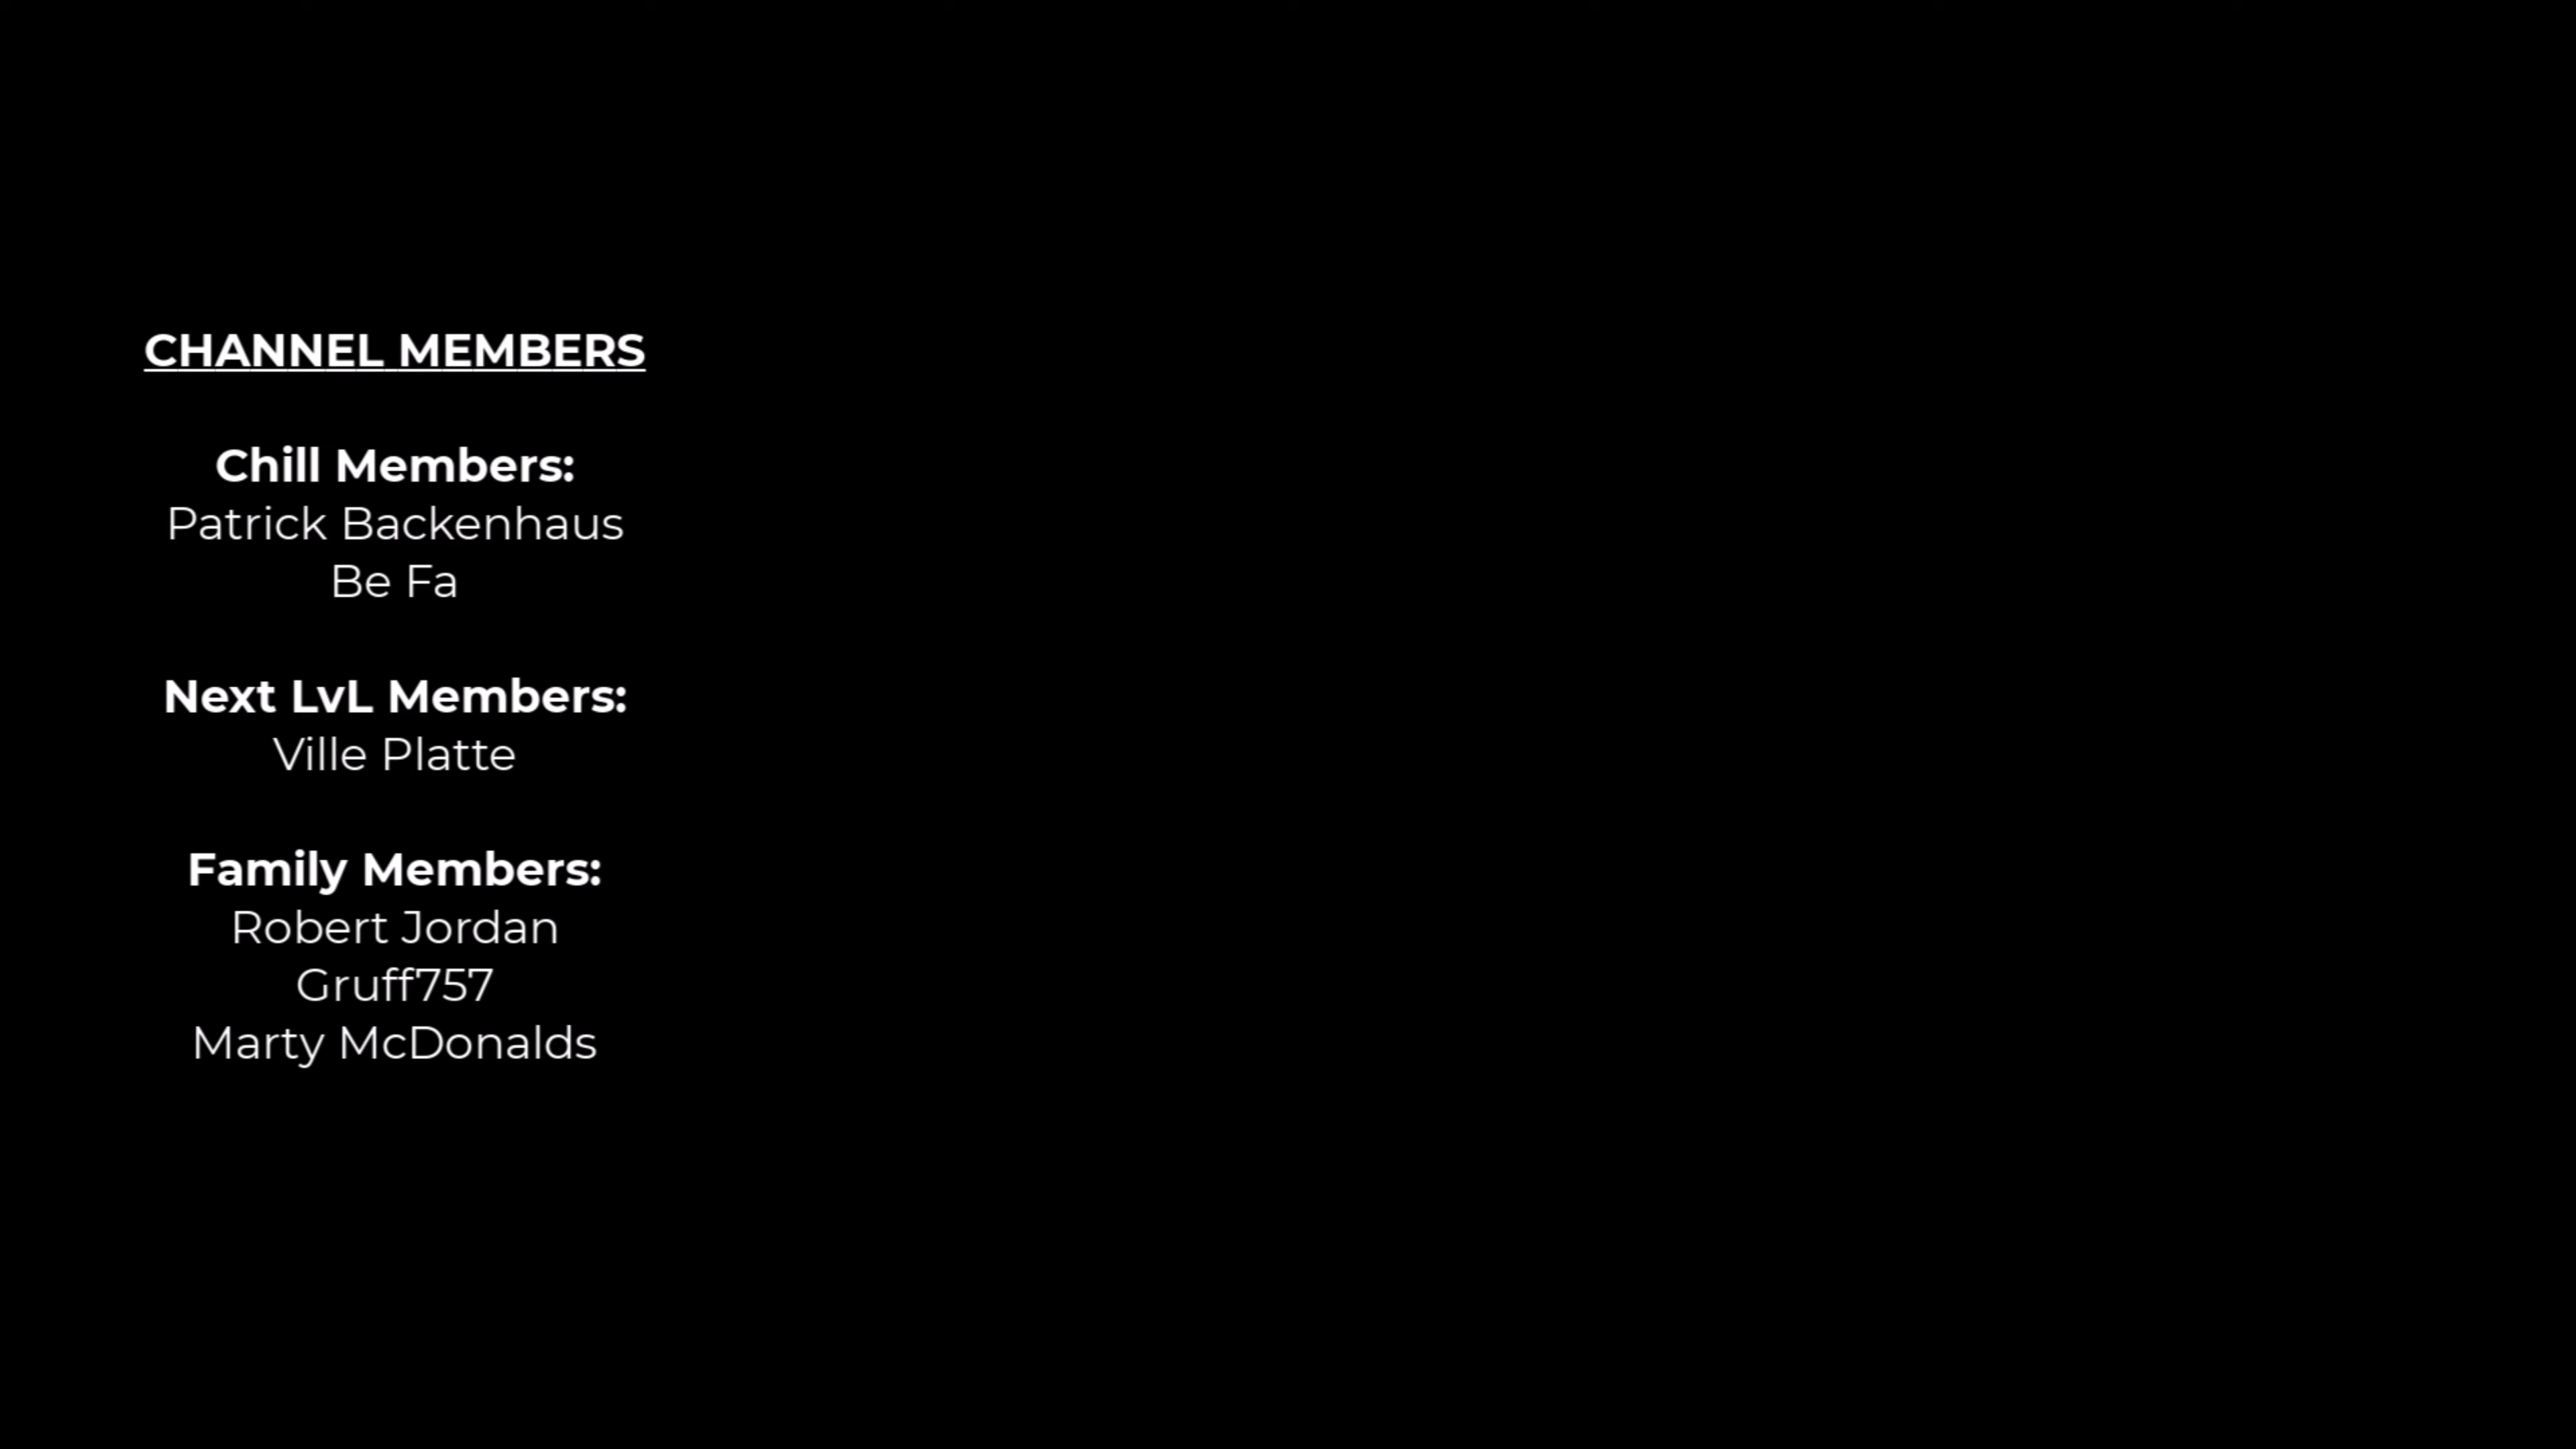 CHANNEL MEMBERS
Chill Members:
Patrick Backenhaus
Be Fa
Next LvL Members:
Ville Platte
Family Members:
Robert Jordan
Gruff757
Marty McDonalds